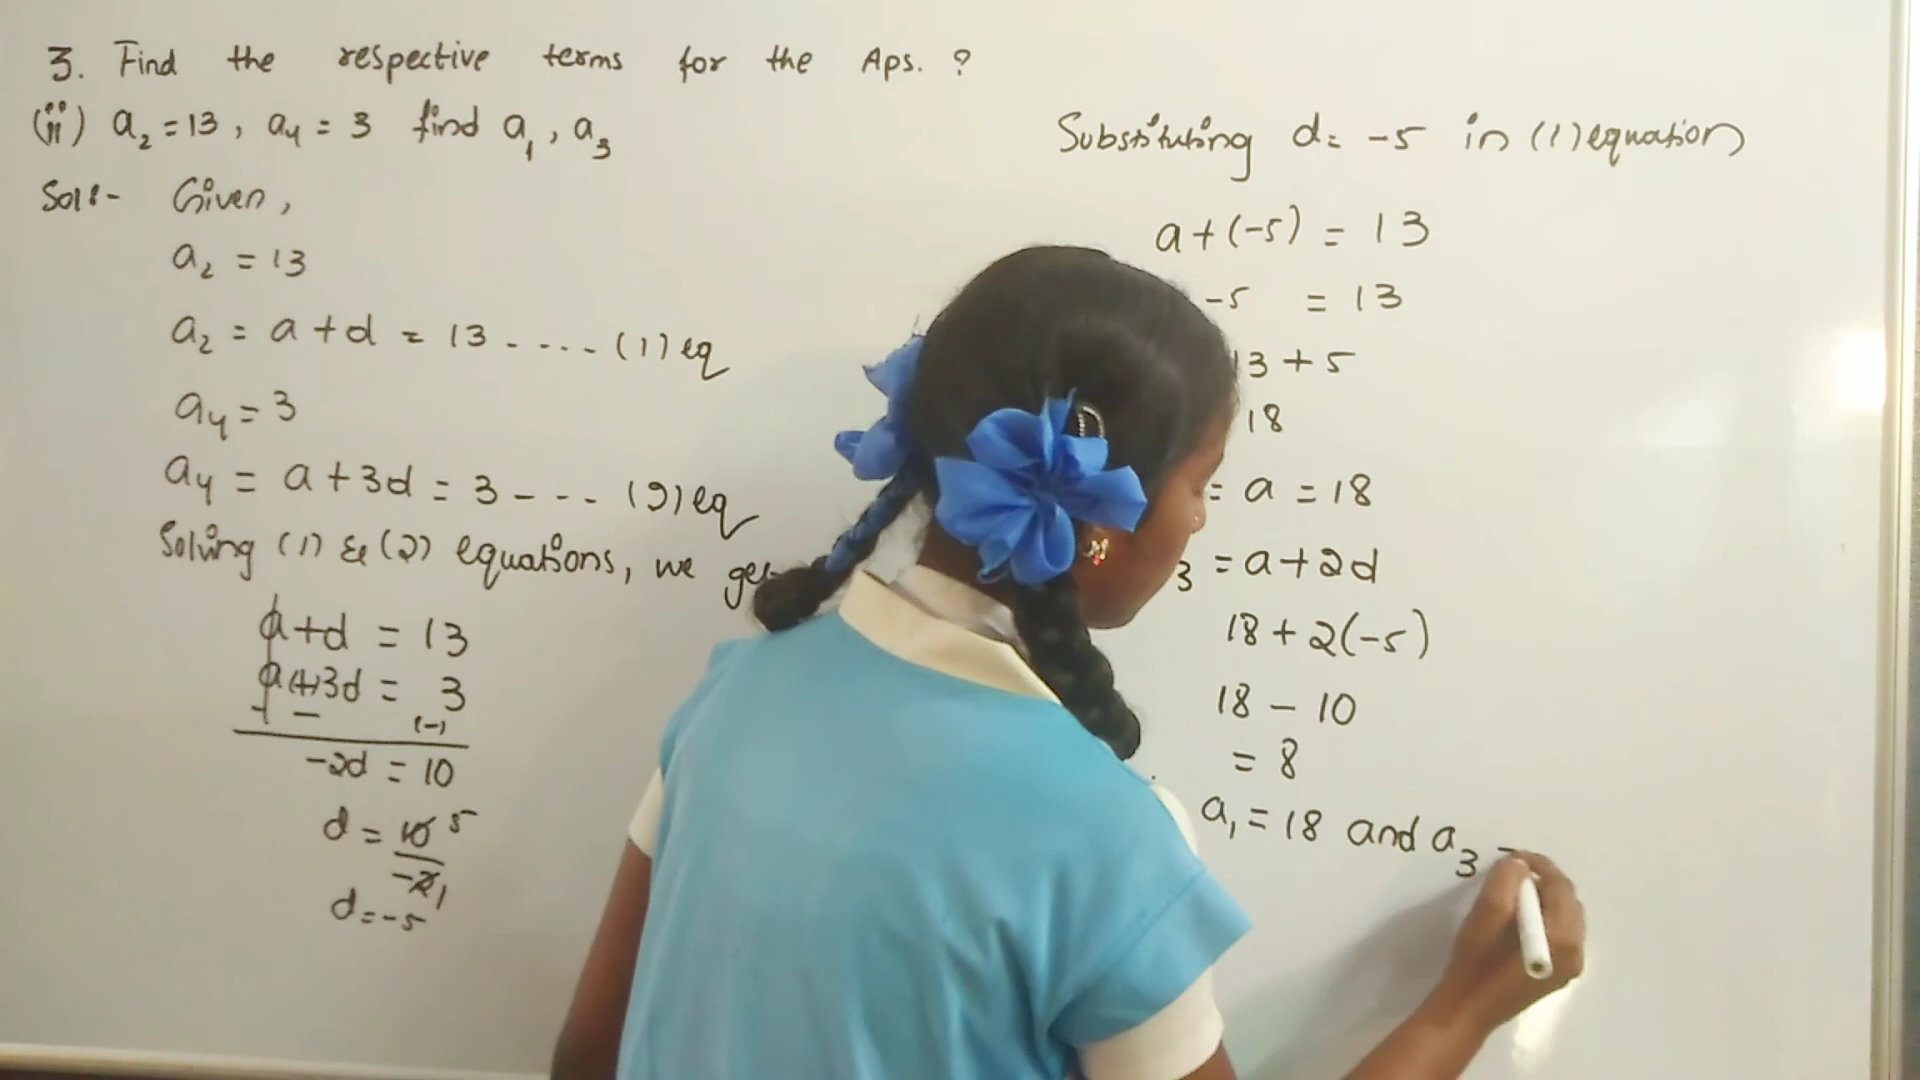 3. Find the respective terms for the Aps. ?
(ii) a₂ = 13, a₄ = 3 find a₁, a₃
Sol:- Given,
a₂ = 13
a₂ = a + d = 13 - - - - (1) eq
a₄ = 3
a₄ = a + 3d = 3 - - - (2) eq
Solving (1) & (2) equations, we get
a + d = 13
a (+) 3d = 3
- - (-)
-2d = 10
d = 10 5
-2 1
d = -5
Substituting d = -5 in (1) equation
a + (-5) = 13
-5 = 13
3 + 5
18
= a = 18
3 = a + 2d
18 + 2(-5)
18 - 10
= 8
a₁ = 18 and a₃ =